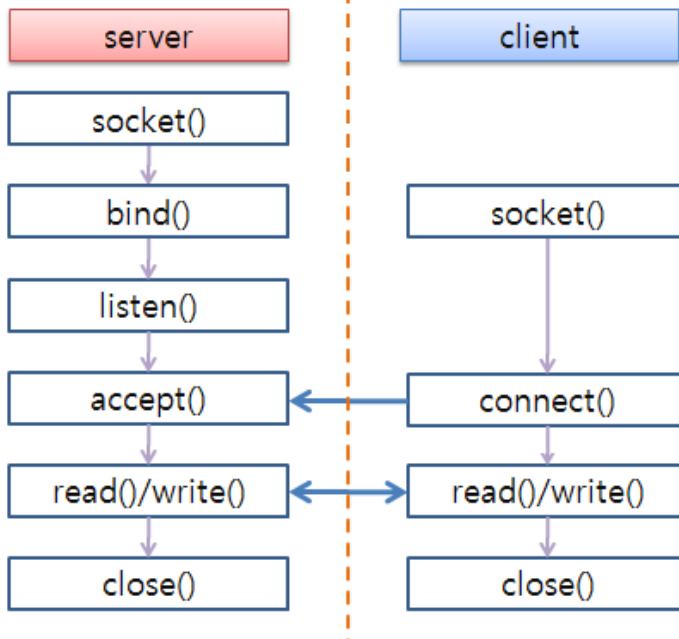 server
client
socket()
bind()
socket()
listen()
accept()
connect()
read()/write()
read()/write()
close()
close()